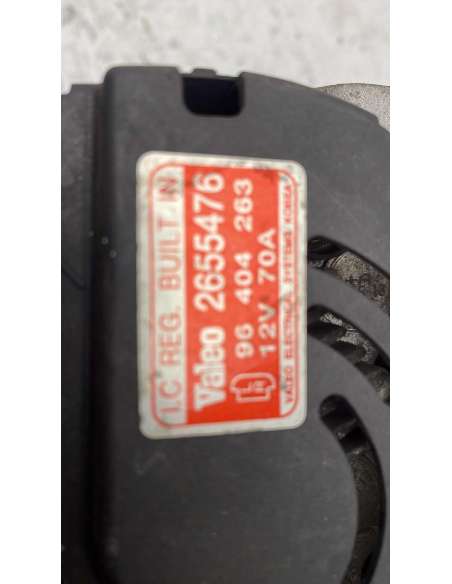 I.C REG. BUILT IN
Valeo 2655476
96 404 263
12V 70A
VALEO ELECTRICAL SYSTEMS KOREA